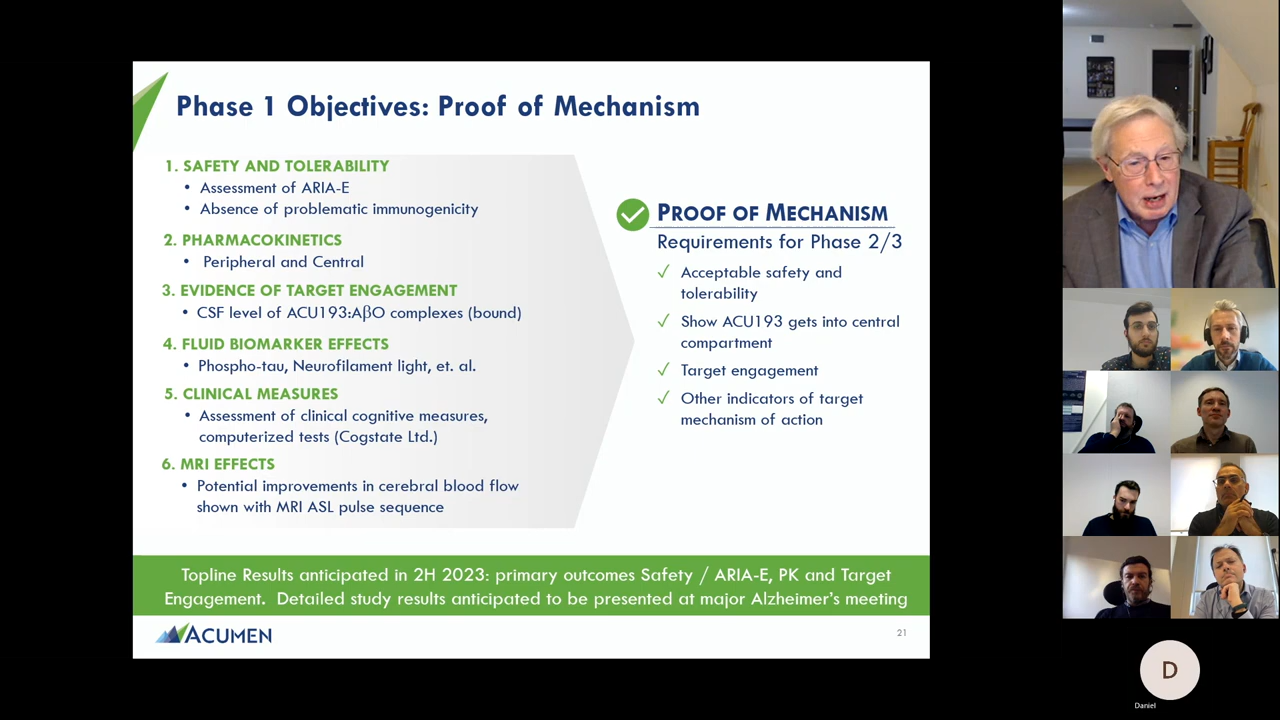 Phase 1 Objectives: Proof of Mechanism
1. SAFETY AND TOLERABILITY
• Assessment of ARIA-E
• Absence of problematic immunogenicity
2. PHARMACOKINETICS
• Peripheral and Central
3. EVIDENCE OF TARGET ENGAGEMENT
• CSF level of ACU193:AβO complexes (bound)
4. FLUID BIOMARKER EFFECTS
• Phospho-tau, Neurofilament light, et. al.
5. CLINICAL MEASURES
• Assessment of clinical cognitive measures,
computerized tests (Cogstate Ltd.)
6. MRI EFFECTS
• Potential improvements in cerebral blood flow
shown with MRI ASL pulse sequence
PROOF OF MECHANISM
Requirements for Phase 2/3
✓ Acceptable safety and
tolerability
✓ Show ACU193 gets into central
compartment
✓ Target engagement
✓ Other indicators of target
mechanism of action
Topline Results anticipated in 2H 2023: primary outcomes Safety / ARIA-E, PK and Target
Engagement. Detailed study results anticipated to be presented at major Alzheimer's meeting
ACUMEN
21
D
Daniel